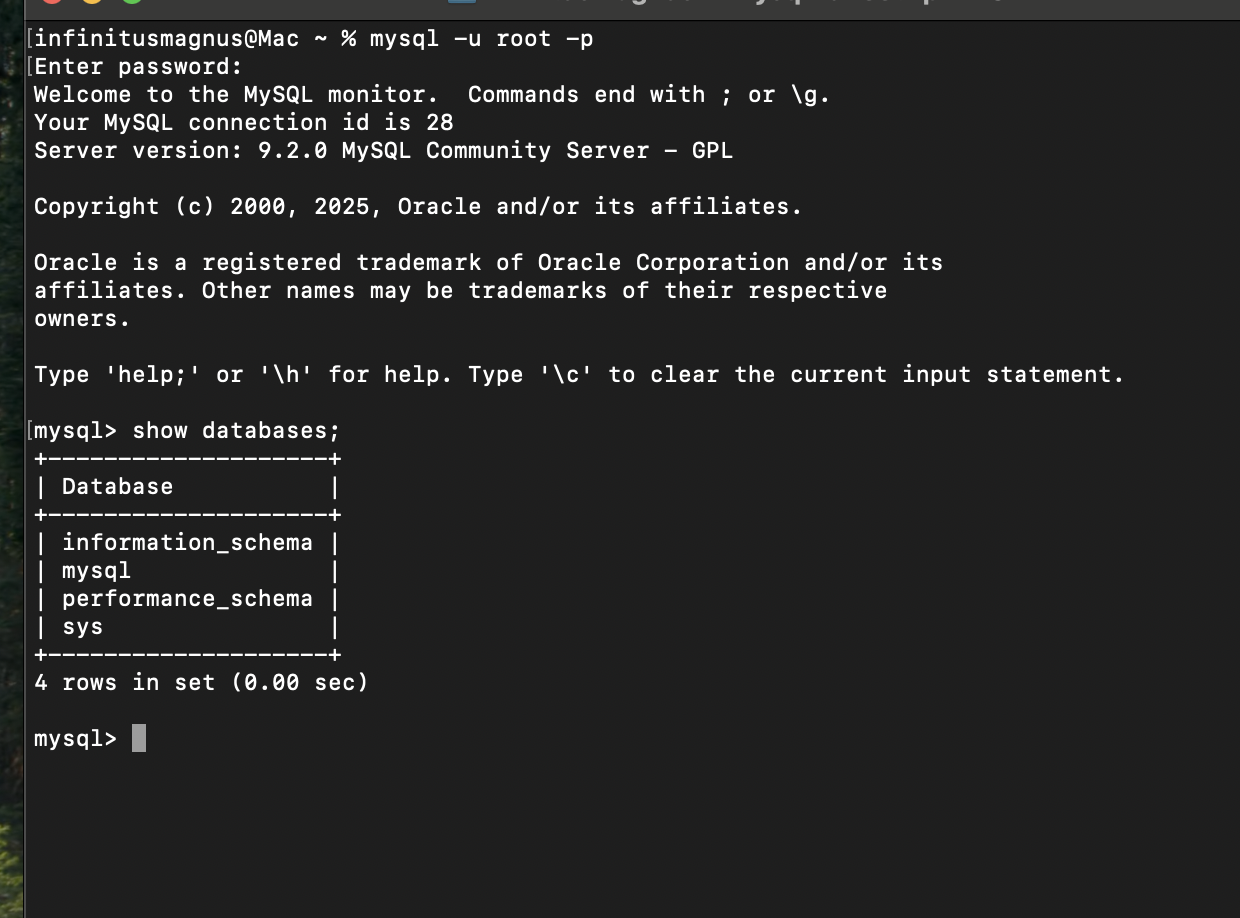 infinitusmagnus@Mac ~ % mysql -u root -p
Enter password:
Welcome to the MySQL monitor.  Commands end with ; or \g.
Your MySQL connection id is 28
Server version: 9.2.0 MySQL Community Server - GPL

Copyright (c) 2000, 2025, Oracle and/or its affiliates.

Oracle is a registered trademark of Oracle Corporation and/or its
affiliates. Other names may be trademarks of their respective
owners.

Type 'help;' or '\h' for help. Type '\c' to clear the current input statement.

mysql> show databases;
+--------------------+
| Database           |
+--------------------+
| information_schema |
| mysql              |
| performance_schema |
| sys                |
+--------------------+
4 rows in set (0.00 sec)

mysql>